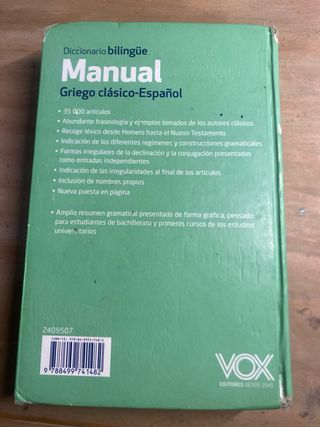 Diccionario bilingüe
Manual
Griego clásico-Español
• 35 000 artículos
• Abundante fraseología y ejemplos tomados de los autores clásicos
• Recoge léxico desde Homero hasta el Nuevo Testamento
• Indicación de los diferentes regímenes y construcciones gramaticales
• Formas irregulares de la declinación y la conjugación presentadas
como entradas independientes
• Indicación de las irregularidades al final de los artículos
• Inclusión de nombres propios
• Nueva puesta en página
• Amplio resumen gramatical presentado de forma gráfica, pensado
para estudiantes de bachillerato y primeros cursos de los estudios
universitarios
2409507
9 788499 741482
VOX
EDITORES DESDE 1945